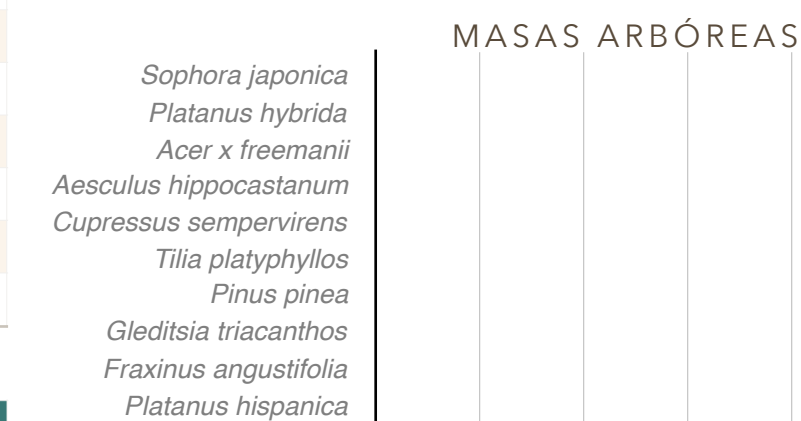 MASAS ARBÓREAS
Sophora japonica
Platanus hybrida
Acer x freemanii
Aesculus hippocastanum
Cupressus sempervirens
Tilia platyphyllos
Pinus pinea
Gleditsia triacanthos
Fraxinus angustifolia
Platanus hispanica